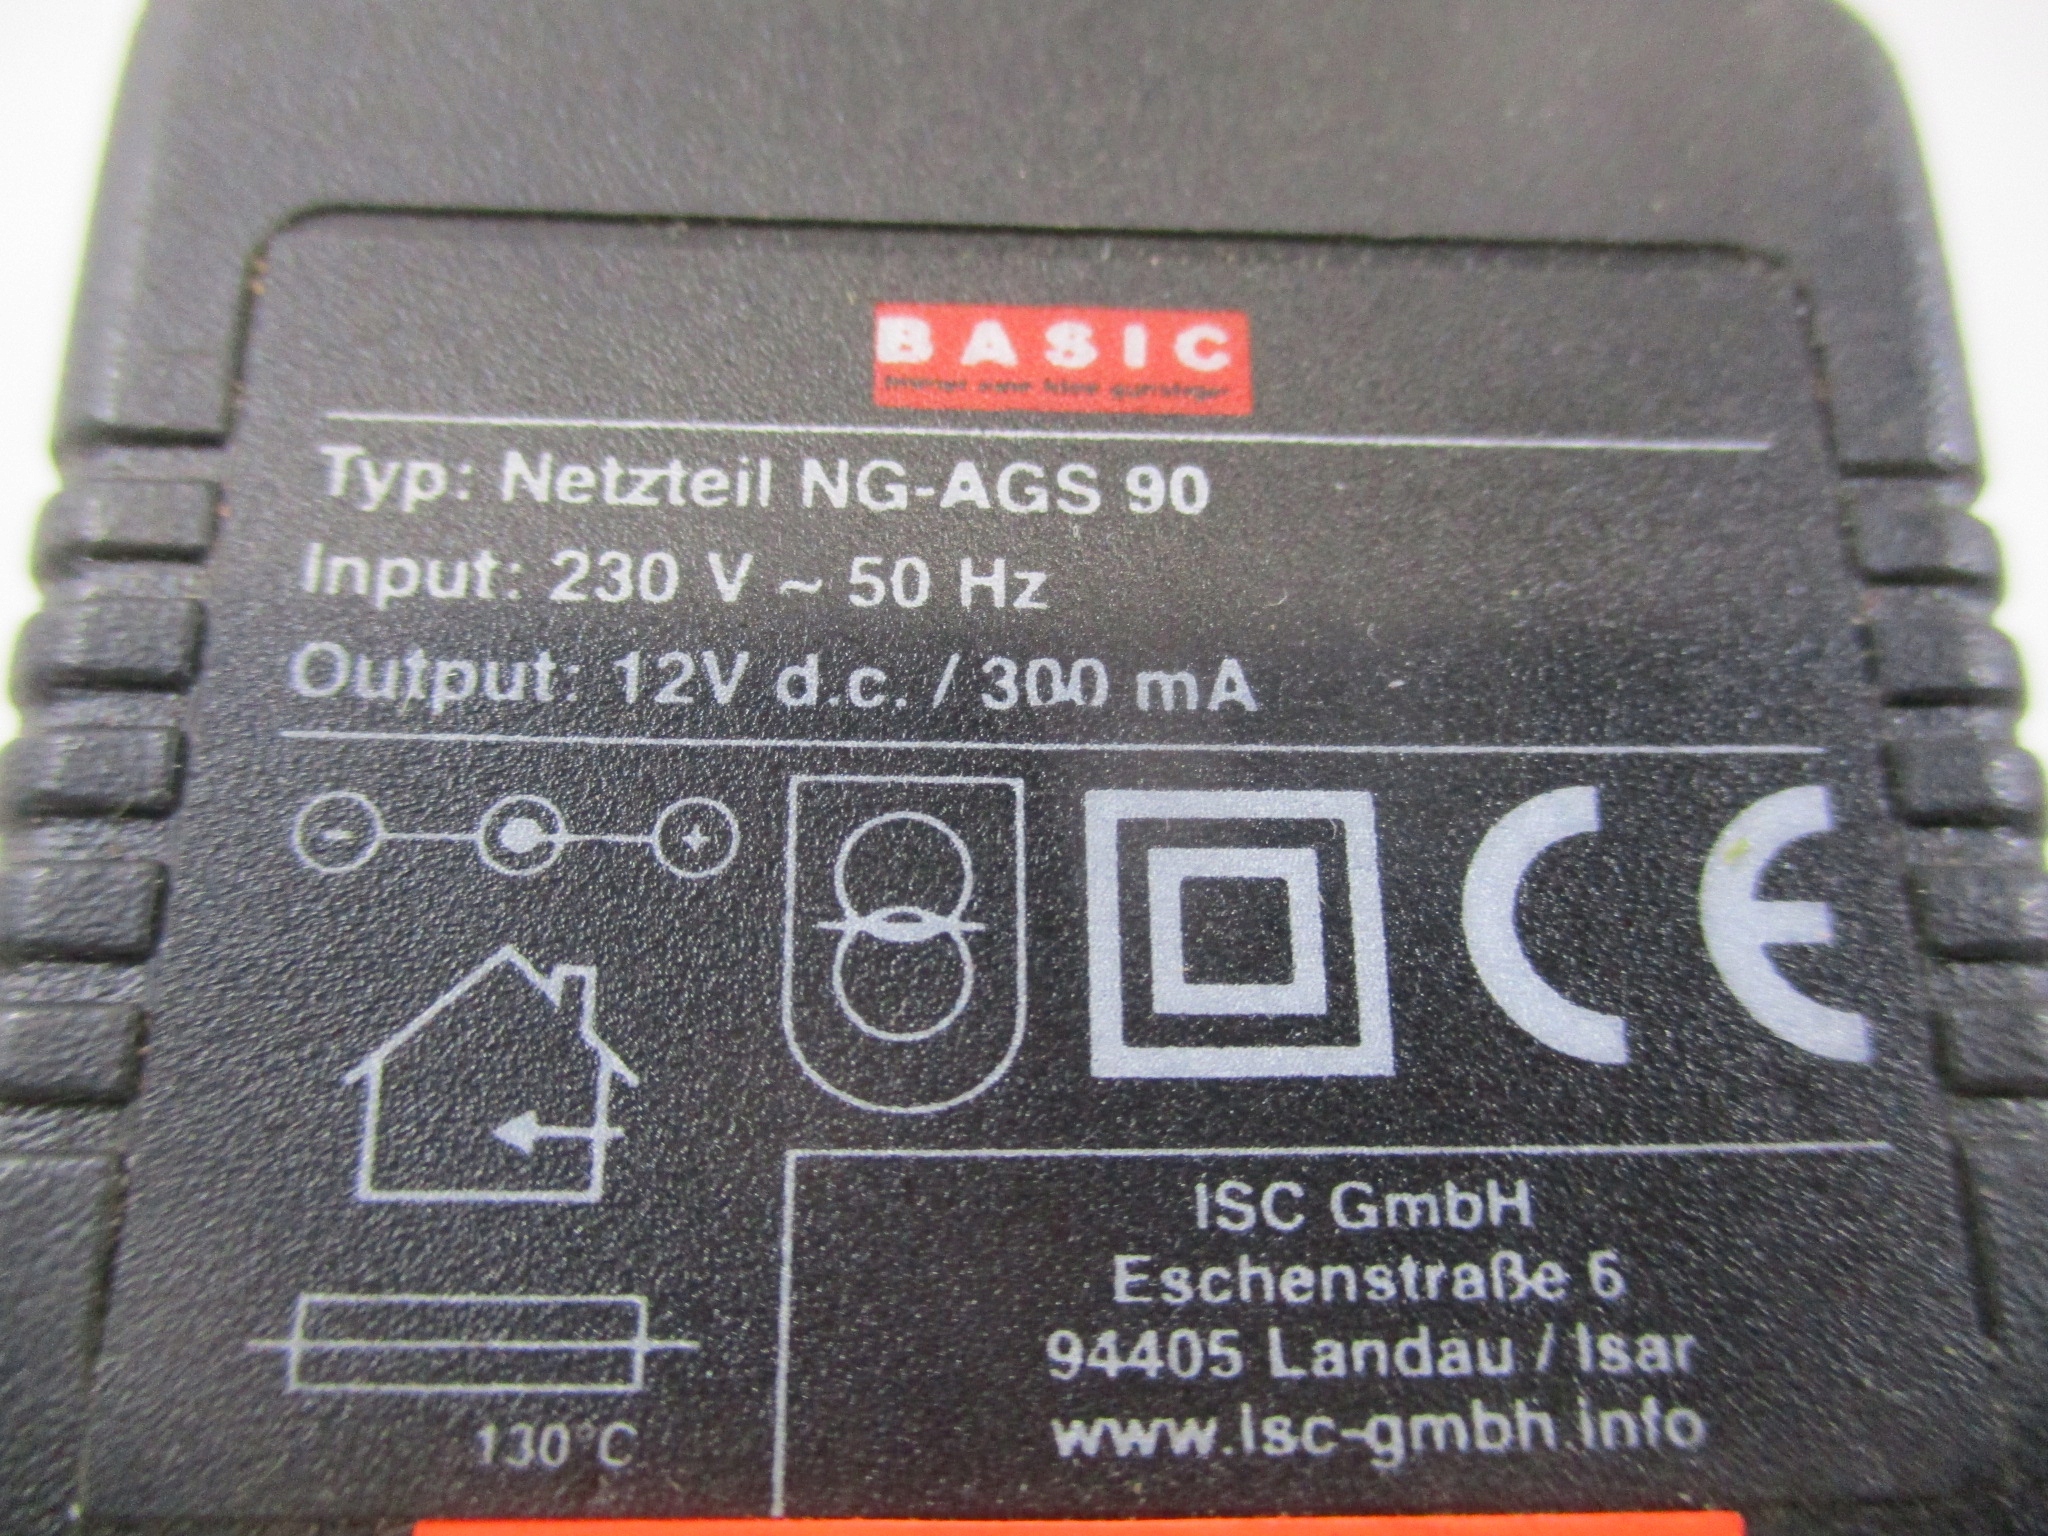 BASIC
Typ: Netzteil NG-AGS 90
Input: 230 V ~ 50 Hz
Output: 12V d.c. / 300 mA
- +
CE
130°C
ISC GmbH
Eschenstraße 6
94405 Landau / Isar
www.isc-gmbh.info